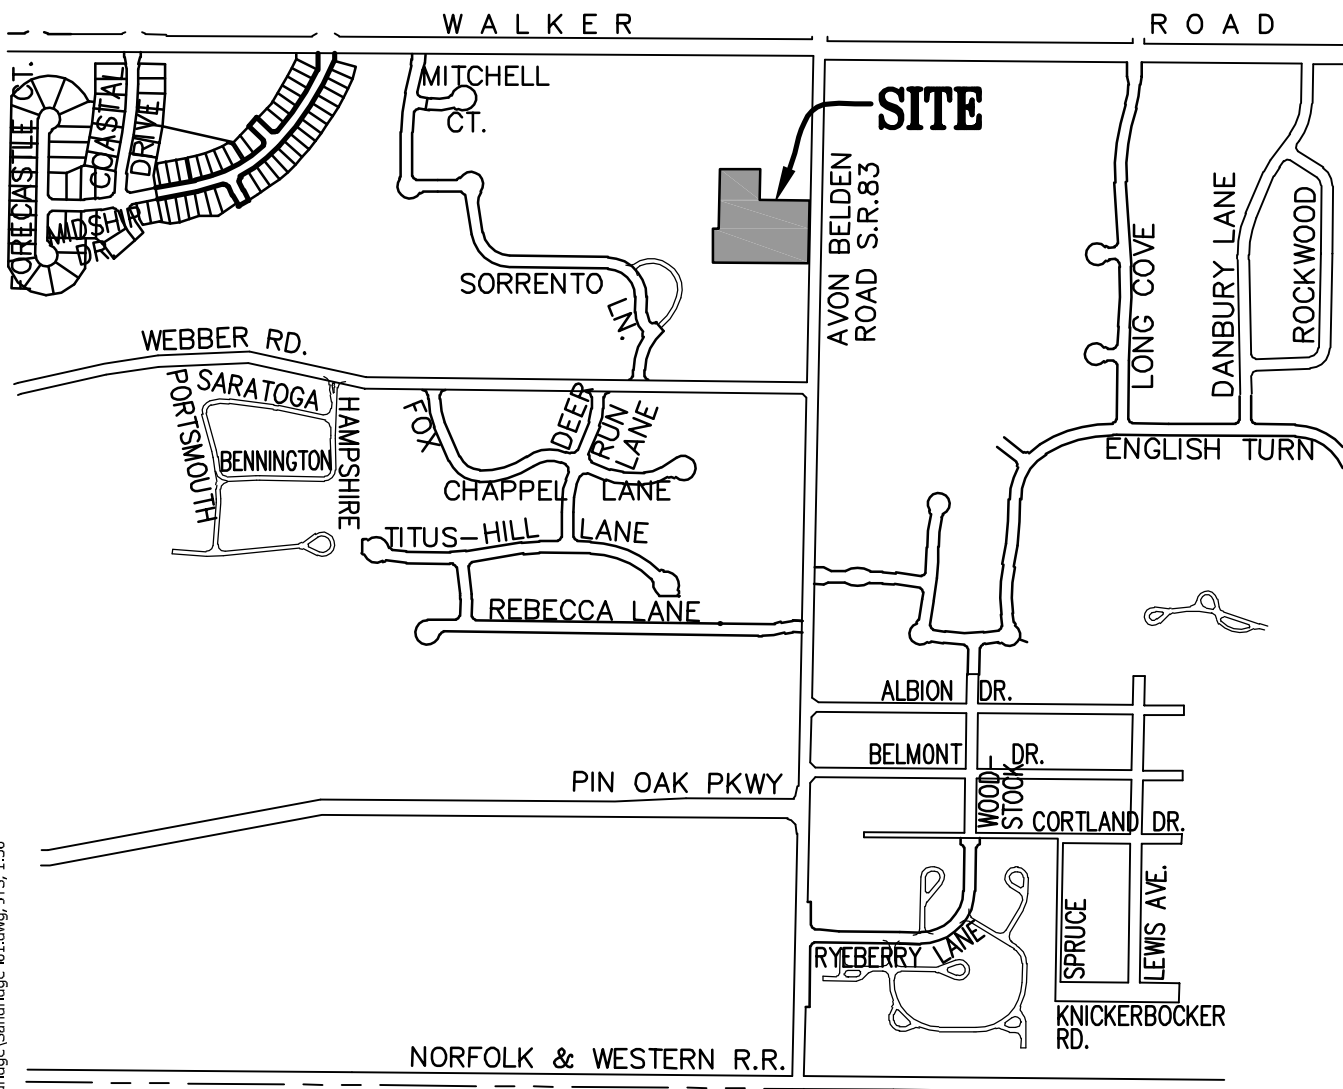 WALKER ROAD
FORECASTLE CT.
COASTAL
DRIVE
MIDSHIP
DR.
MITCHELL
CT.
SITE
SORRENTO
LN.
AVON BELDEN
ROAD S.R.83
LONG COVE
DANBURY LANE
ROCKWOOD
WEBBER RD.
SARATOGA
PORTSMOUTH
BENNINGTON
HAMPSHIRE
FOX
CHAPPEL LANE
DEER
RUN
LANE
ENGLISH TURN
TITUS-HILL LANE
REBECCA LANE
ALBION DR.
BELMONT DR.
WOOD-
STOCK
PIN OAK PKWY
CORTLAND DR.
SPRUCE
LEWIS AVE.
RYEBERRY LANE
KNICKERBOCKER
RD.
NORFOLK & WESTERN R.R.